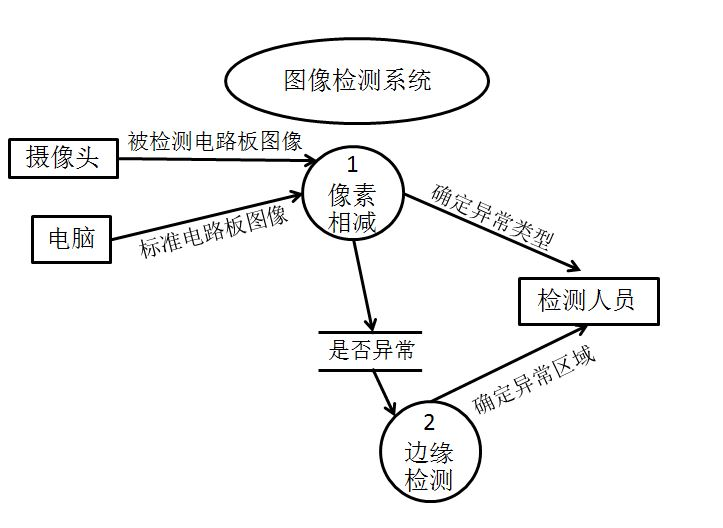 图像检测系统
摄像头
被检测电路板图像
1
像素
相减
电脑
标准电路板图像
确定异常类型
检测人员
是否异常
确定异常区域
2
边缘
检测